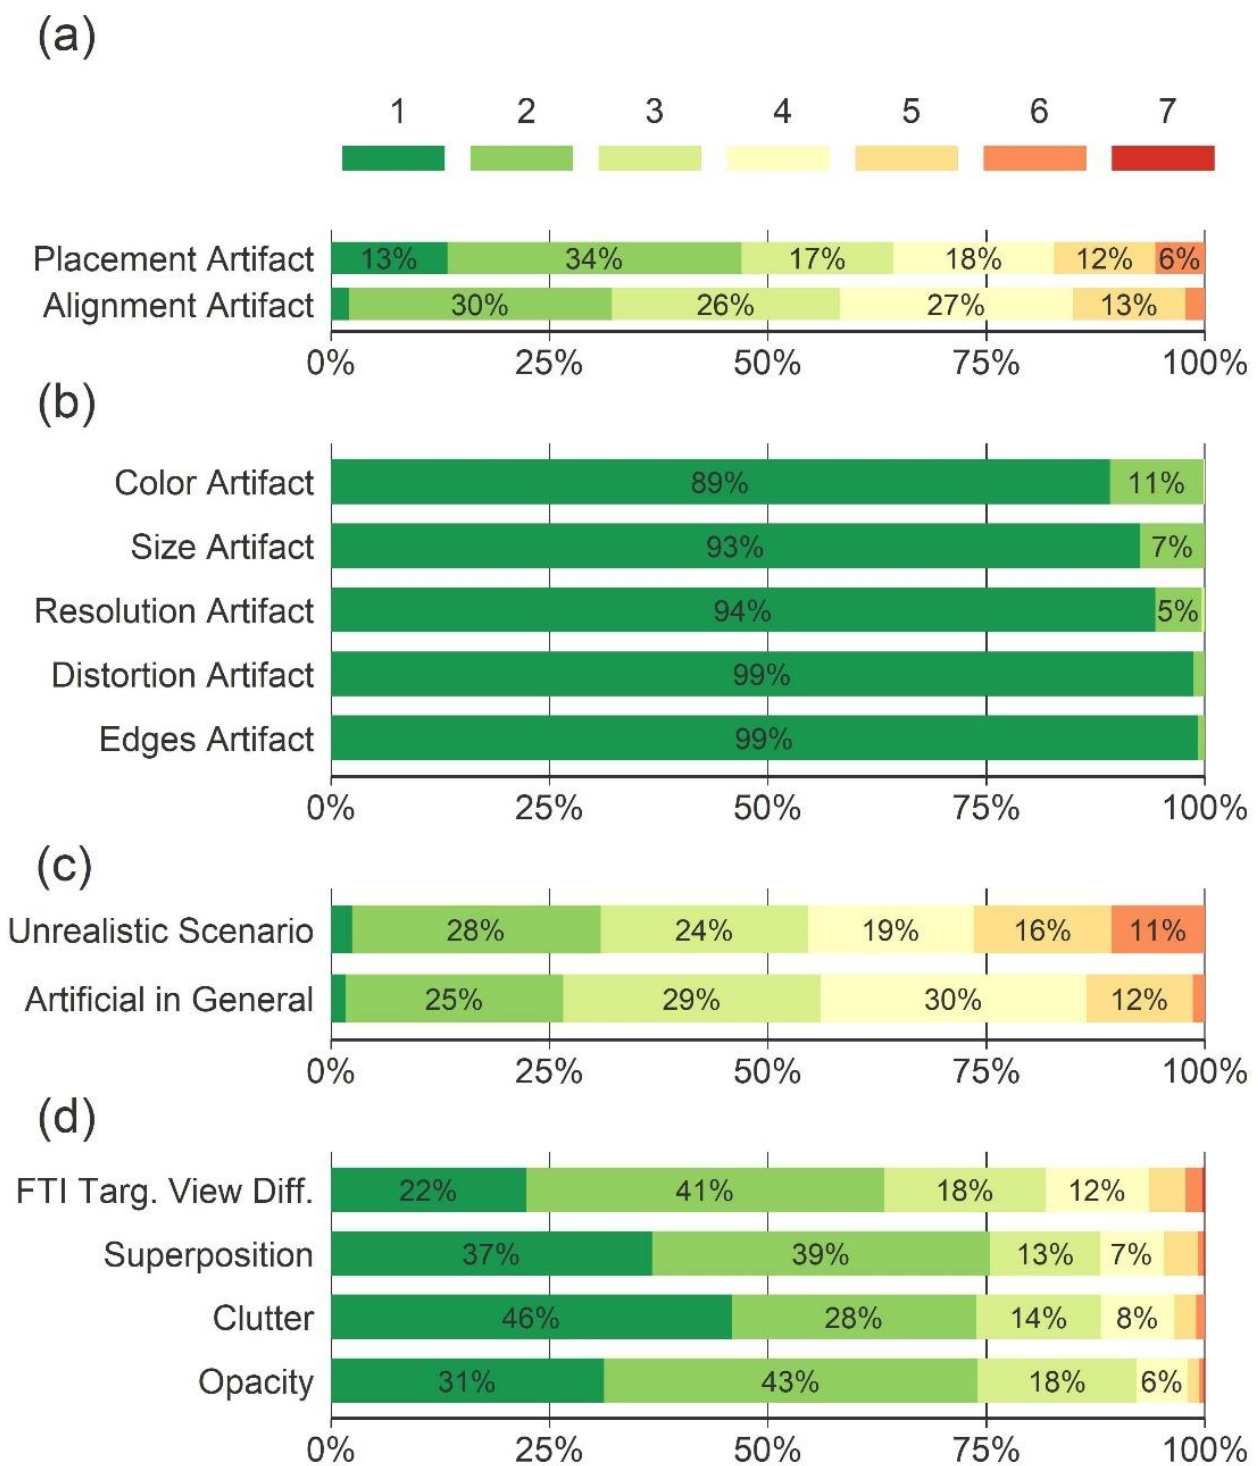 (a)
1 2 3 4 5 6 7
Placement Artifact 13% 34% 17% 18% 12% 6%
Alignment Artifact 30% 26% 27% 13%
0% 25% 50% 75% 100%
(b)
Color Artifact 89% 11%
Size Artifact 93% 7%
Resolution Artifact 94% 5%
Distortion Artifact 99%
Edges Artifact 99%
0% 25% 50% 75% 100%
(c)
Unrealistic Scenario 28% 24% 19% 16% 11%
Artificial in General 25% 29% 30% 12%
0% 25% 50% 75% 100%
(d)
FTI Targ. View Diff. 22% 41% 18% 12%
Superposition 37% 39% 13% 7%
Clutter 46% 28% 14% 8%
Opacity 31% 43% 18% 6%
0% 25% 50% 75% 100%